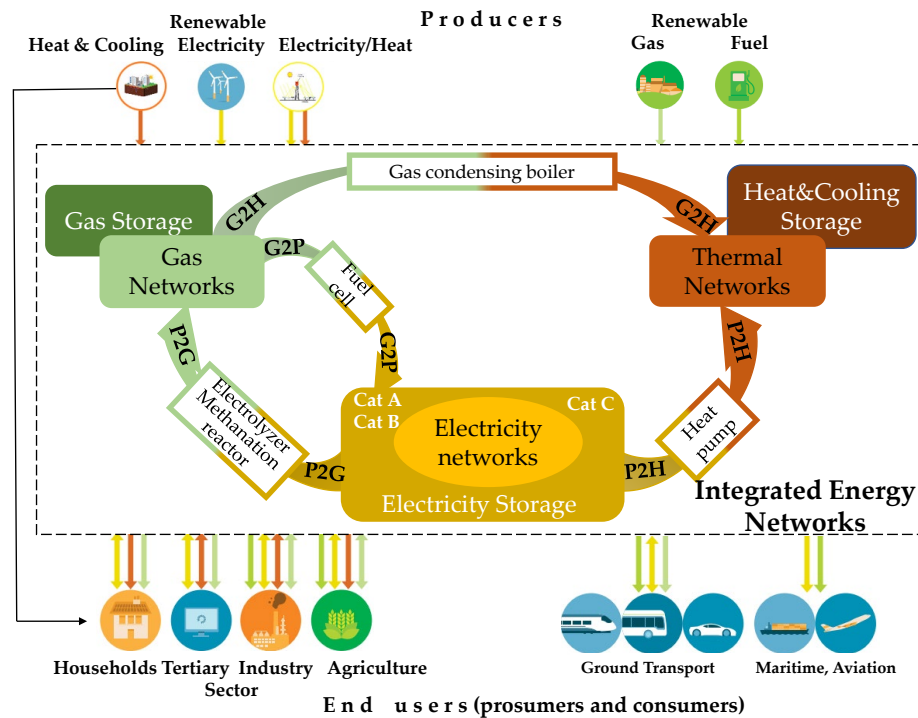 Producers
Renewable
Renewable
Heat & Cooling
Electricity
Electricity/Heat
Gas
Fuel
Gas condensing boiler
G2H
G2H
Gas Storage
Heat&Cooling
Storage
G2P
Gas
Networks
Thermal
Networks
Fuel
cell
P2G
G2P
P2H
Electrolyzer
Methanation
reactor
Cat A
Cat B
Cat C
Electricity
networks
Heat
pump
P2G
P2H
Electricity Storage
Integrated Energy
Networks
Households
Tertiary
Sector
Industry
Agriculture
Ground Transport
Maritime, Aviation
End users (prosumers and consumers)